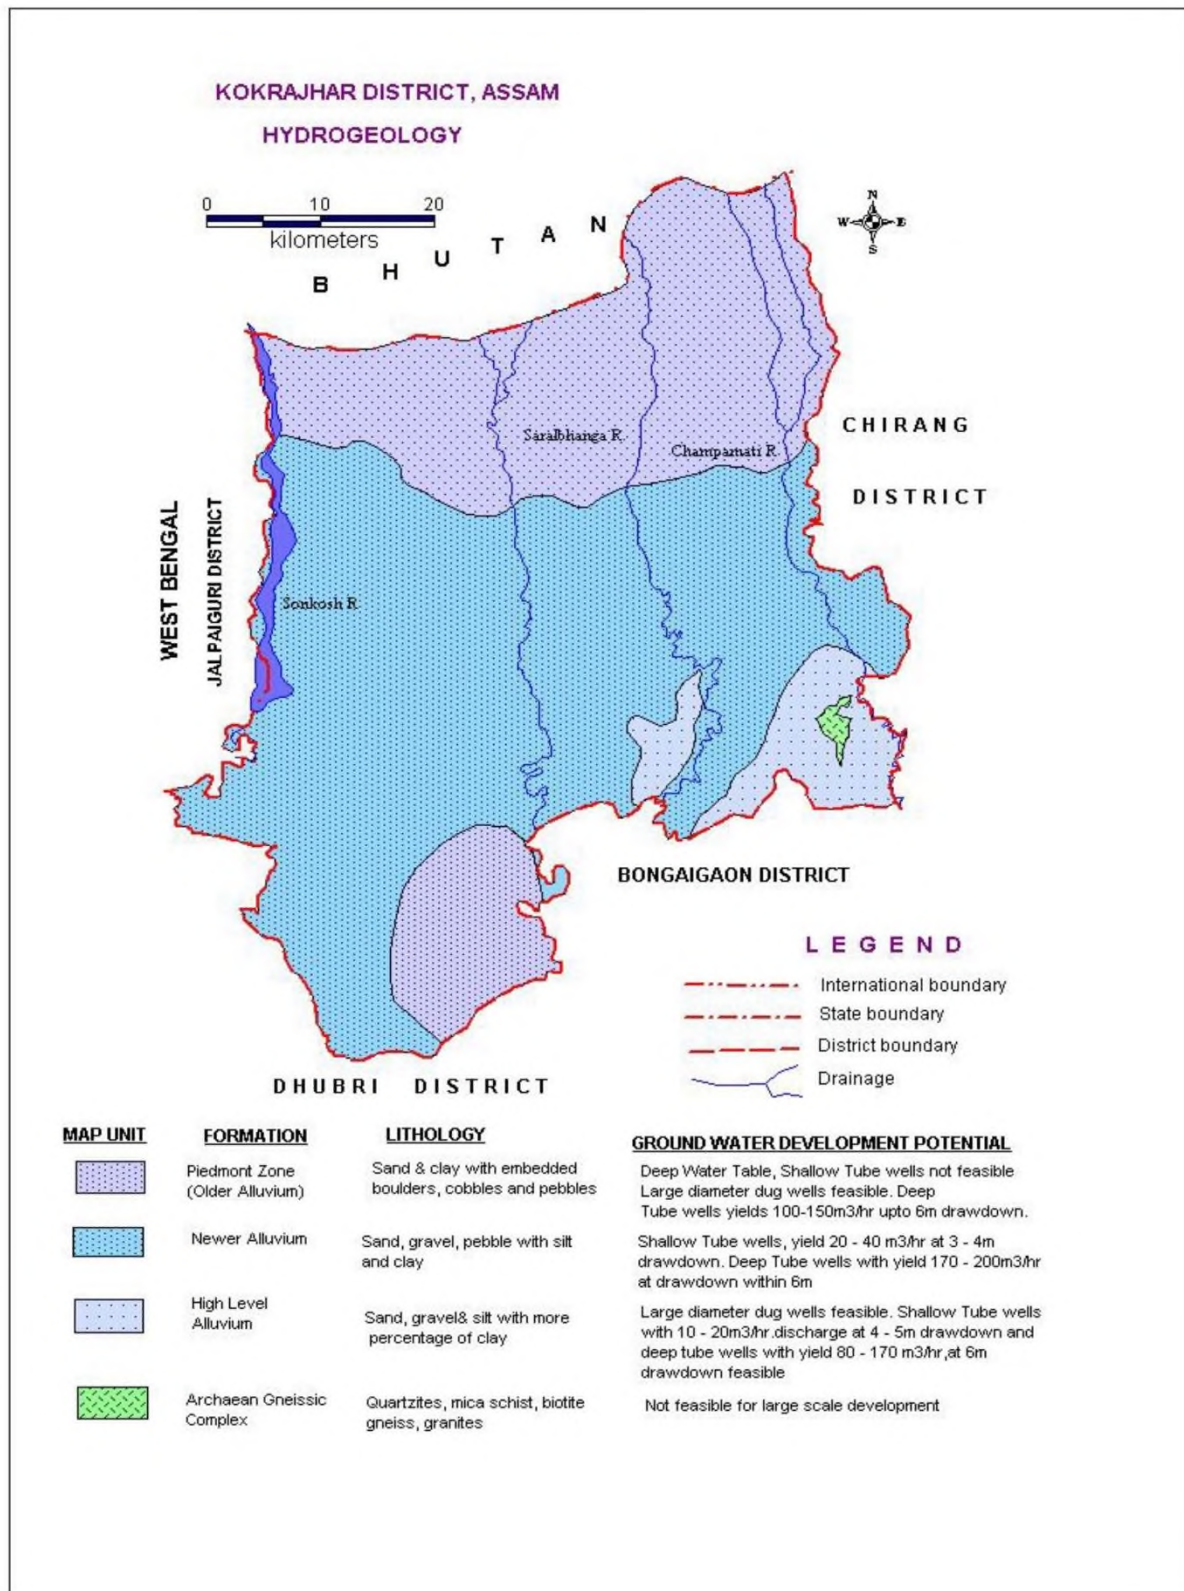 KOKRAJHAR DISTRICT, ASSAM
HYDROGEOLOGY
0 10 20
kilometers
BHUTAN
N
W E
S
Saralbhanga R.
Champamati R
CHIRANG
DISTRICT
WEST BENGAL
JALPAIGURI DISTRICT
Sonkosh R
BONGAIGAON DISTRICT
LEGEND
International boundary
State boundary
District boundary
Drainage
DHUBRI DISTRICT
MAP UNIT FORMATION LITHOLOGY GROUND WATER DEVELOPMENT POTENTIAL
Piedmont Zone
(Older Alluvium)
Sand & clay with embedded
boulders, cobbles and pebbles
Deep Water Table, Shallow Tube wells not feasible
Large diameter dug wells feasible. Deep
Tube wells yields 100-150m3/hr upto 6m drawdown.
Newer Alluvium
Sand, gravel, pebble with silt
and clay
Shallow Tube wells, yield 20 - 40 m3/hr at 3 - 4m
drawdown. Deep Tube wells with yield 170 - 200m3/hr
at drawdown within 6m
High Level
Alluvium
Sand, gravel& silt with more
percentage of clay
Large diameter dug wells feasible. Shallow Tube wells
with 10 - 20m3/hr.discharge at 4 - 5m drawdown and
deep tube wells with yield 80 - 170 m3/hr,at 6m
drawdown feasible
Archaean Gneissic
Complex
Quartzites, mica schist, biotite
gneiss, granites
Not feasible for large scale development